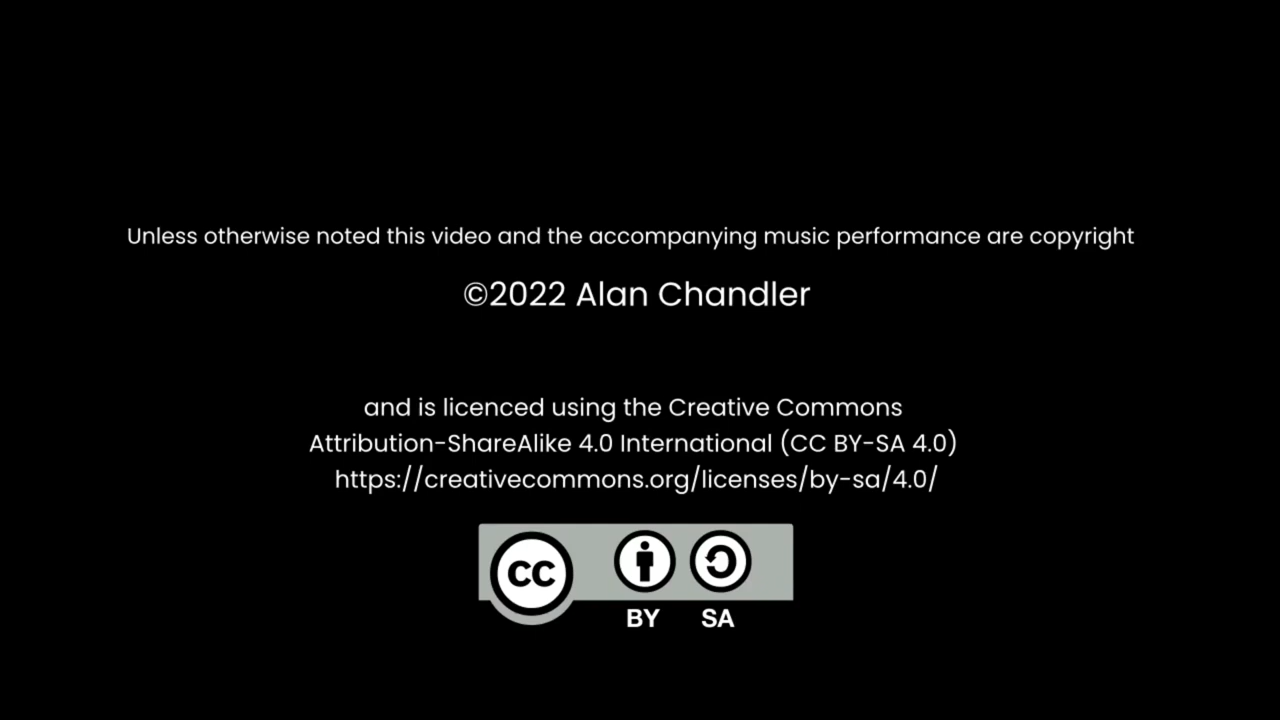 Unless otherwise noted this video and the accompanying music performance are copyright
©2022 Alan Chandler
and is licenced using the Creative Commons
Attribution-ShareAlike 4.0 International (CC BY-SA 4.0)
https://creativecommons.org/licenses/by-sa/4.0/
cc
BY SA